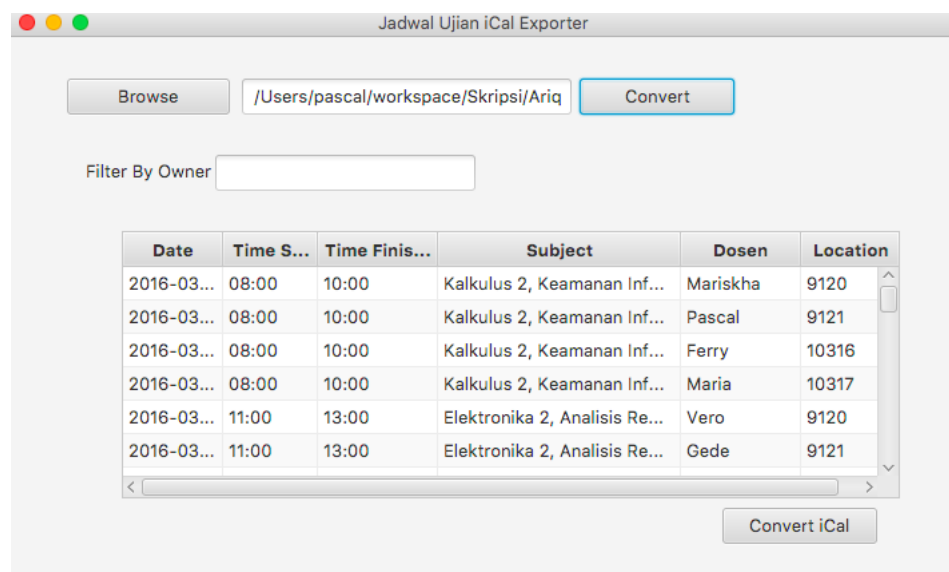 Jadwal Ujian iCal Exporter
Browse /Users/pascal/workspace/Skripsi/Ariq Convert
Filter By Owner
Date Time S... Time Finis... Subject Dosen Location
2016-03... 08:00 10:00 Kalkulus 2, Keamanan Inf... Mariskha 9120
2016-03... 08:00 10:00 Kalkulus 2, Keamanan Inf... Pascal 9121
2016-03... 08:00 10:00 Kalkulus 2, Keamanan Inf... Ferry 10316
2016-03... 08:00 10:00 Kalkulus 2, Keamanan Inf... Maria 10317
2016-03... 11:00 13:00 Elektronika 2, Analisis Re... Vero 9120
2016-03... 11:00 13:00 Elektronika 2, Analisis Re... Gede 9121
Convert iCal